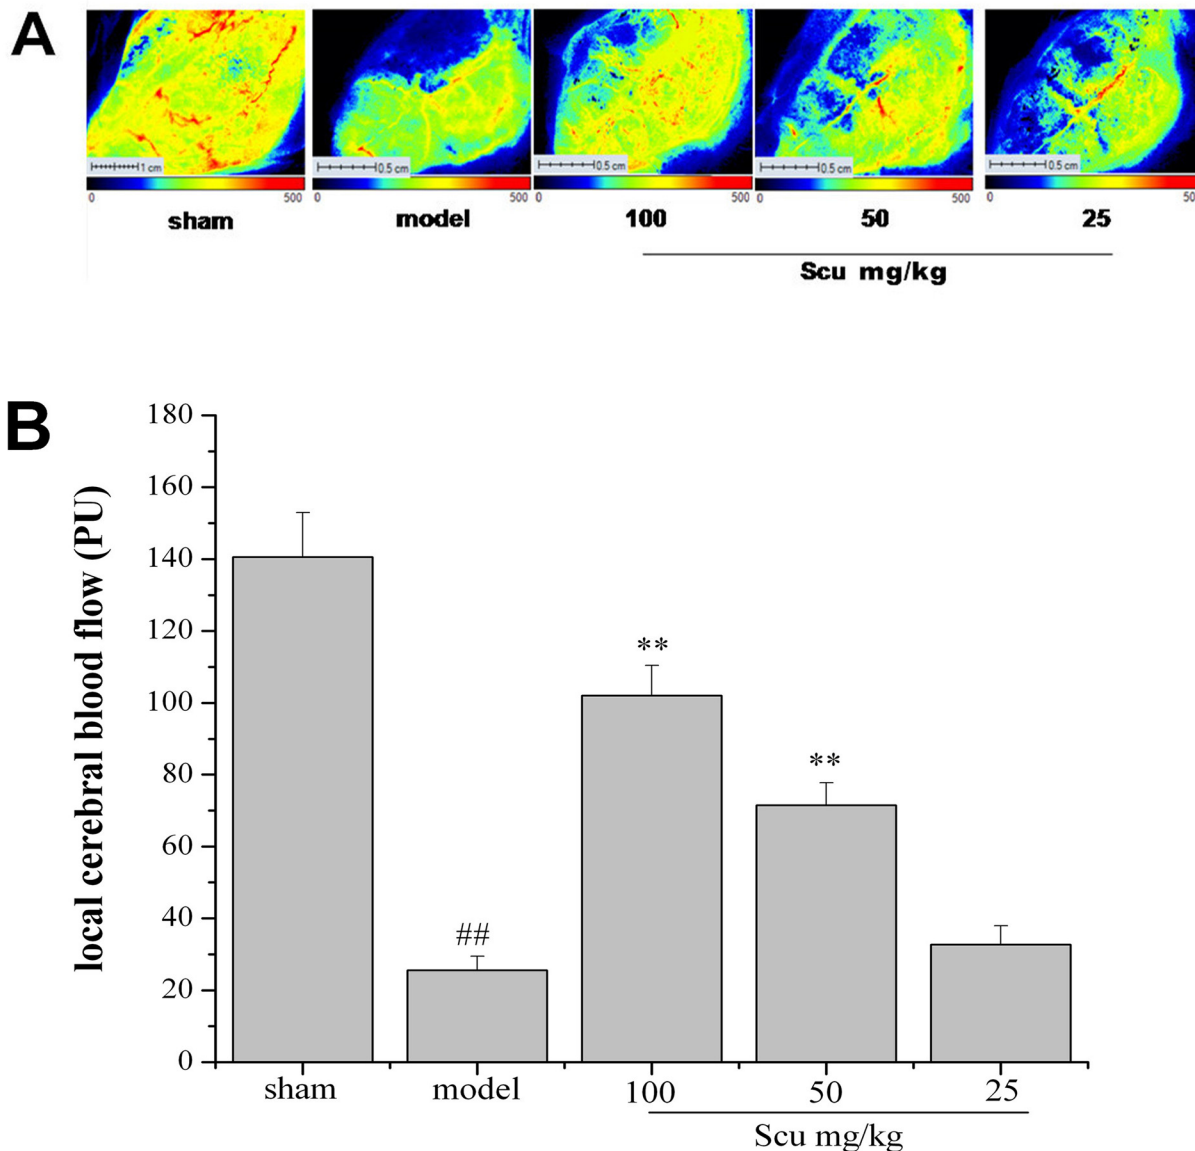 A
1 cm 0.5 cm 0.5 cm 0.5 cm 0.5 cm
0 500 0 500 0 500 0 500 0 50
sham model 100 50 25
Scu mg/kg
B
local cerebral blood flow (PU)
180
160
140
120
100
80
60
40
20
0
**
**
##
sham model 100 50 25
Scu mg/kg